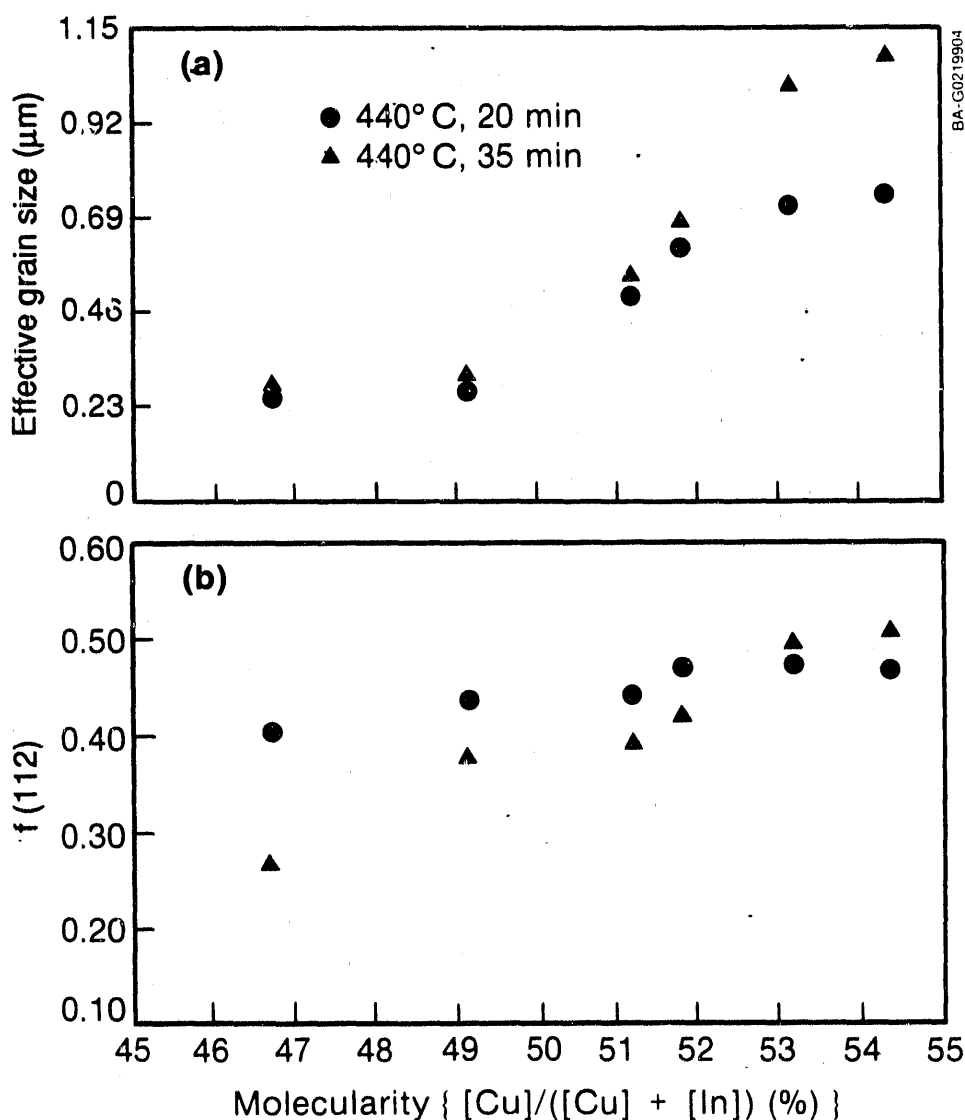 1.15
(a)
BA-G0219904
0.92
● 440° C, 20 min
▲ 440° C, 35 min
0.69
0.46
0.23
0
Effective grain size (μm)
0.60
(b)
0.50
0.40
0.30
0.20
0.10
f (112)
45 46 47 48 49 50 51 52 53 54 55
Molecularity { [Cu]/([Cu] + [In]) (%) }